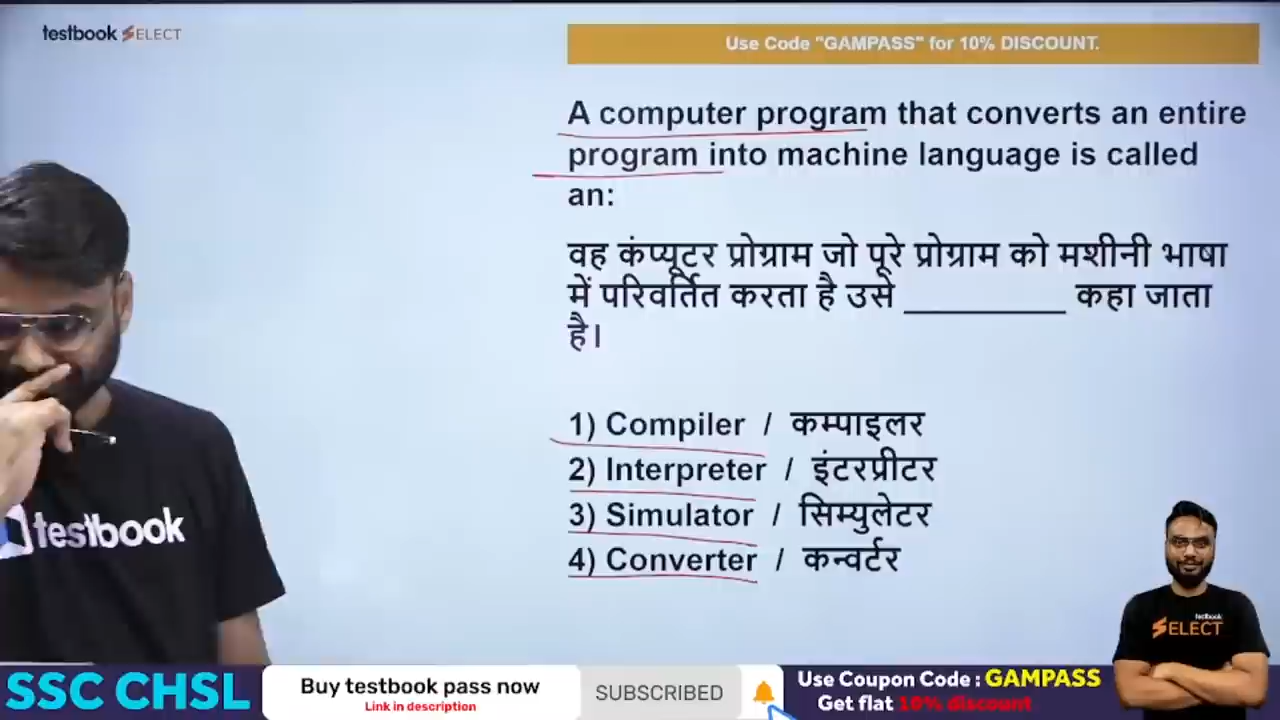 testbook SELECT
Use Code "GAMPASS" for 10% DISCOUNT.
A computer program that converts an entire
program into machine language is called
an:
वह कंप्यूटर प्रोग्राम जो पूरे प्रोग्राम को मशीनी भाषा
में परिवर्तित करता है उसे __________ कहा जाता
है।
1) Compiler / कम्पाइलर
2) Interpreter / इंटरप्रीटर
3) Simulator / सिम्युलेटर
4) Converter / कन्वर्टर
testbook
testbook
SELECT
SSC CHSL
Buy testbook pass now
Link in description
SUBSCRIBED
Use Coupon Code : GAMPASS
Get flat 10% discount